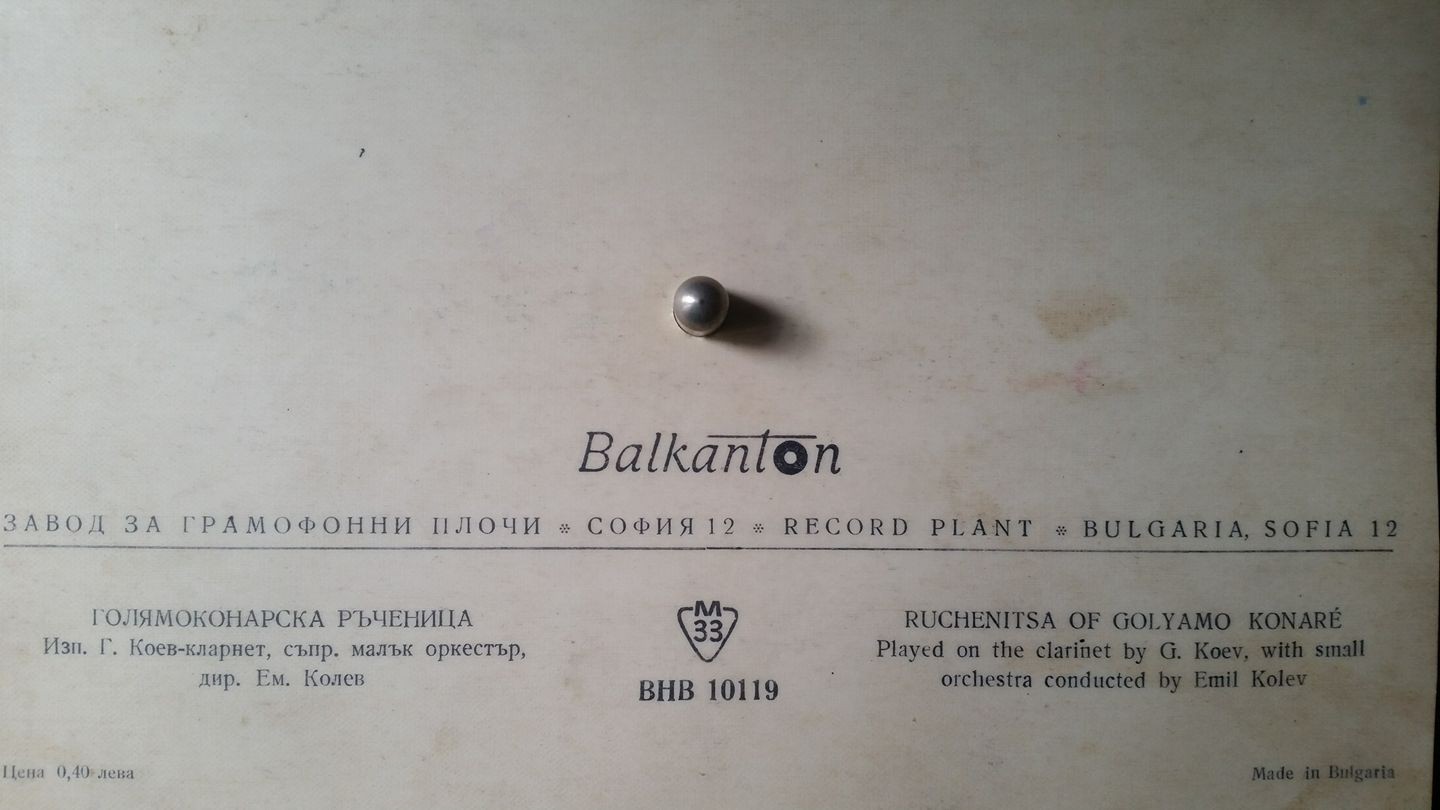 Balkanton
ЗАВОД ЗА ГРАМОФОННИ ПЛОЧИ * СОФИЯ 12 * RECORD PLANT * BULGARIA, SOFIA 12
ГОЛЯМОКОНАРСКА РЪЧЕНИЦА
Изп. Г. Коев-кларнет, съпр. малък оркестър,
дир. Ем. Колев
М
33
ВНВ 10119
RUCHENITSA OF GOLYAMO KONARÉ
Played on the clarinet by G. Koev, with small
orchestra conducted by Emil Kolev
Цена 0,40 лева
Made in Bulgaria